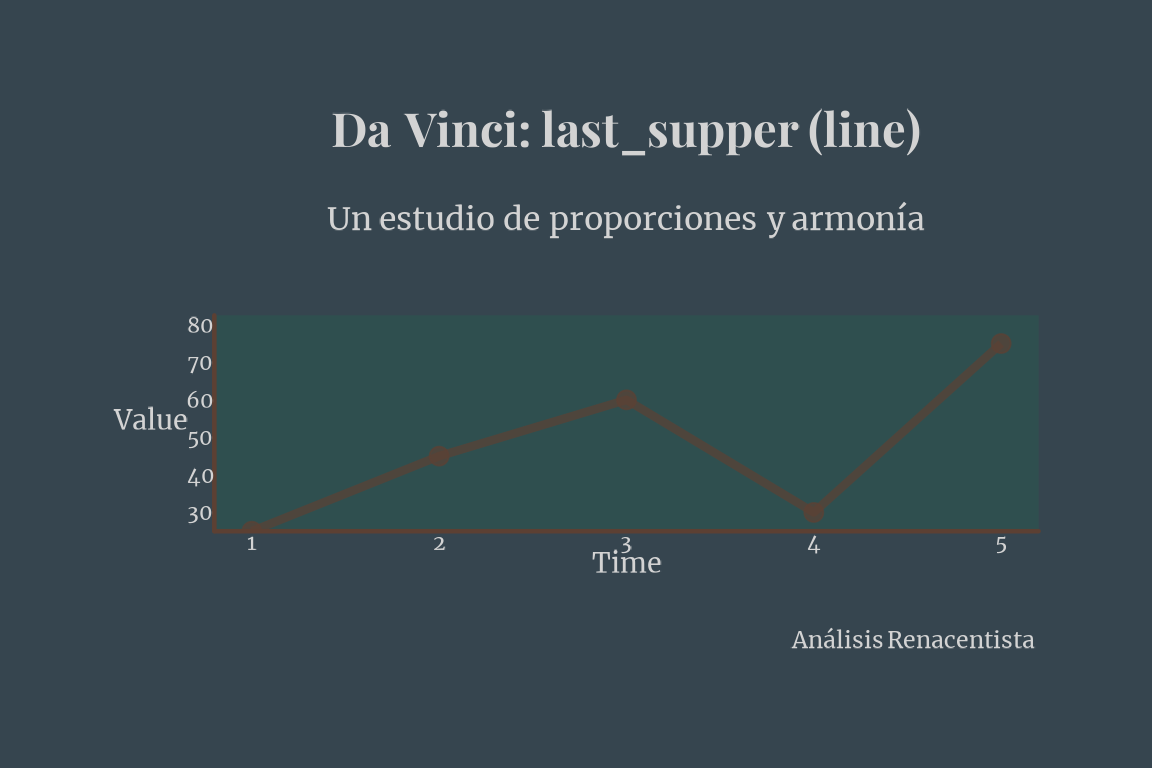 Da Vinci: last_supper (line)
Un estudio de proporciones y armonía
80
70
60
Value
50
40
30
1 2 3 4 5
Time
Análisis Renacentista